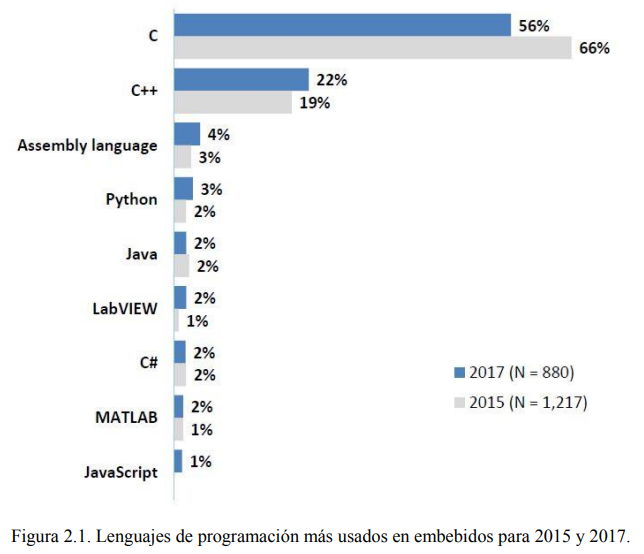 C
56%
66%
C++
22%
19%
Assembly language
4%
3%
Python
3%
2%
Java
2%
2%
LabVIEW
2%
1%
C#
2%
2%
MATLAB
2%
1%
JavaScript
1%
2017 (N = 880)
2015 (N = 1,217)
Figura 2.1. Lenguajes de programación más usados en embebidos para 2015 y 2017.